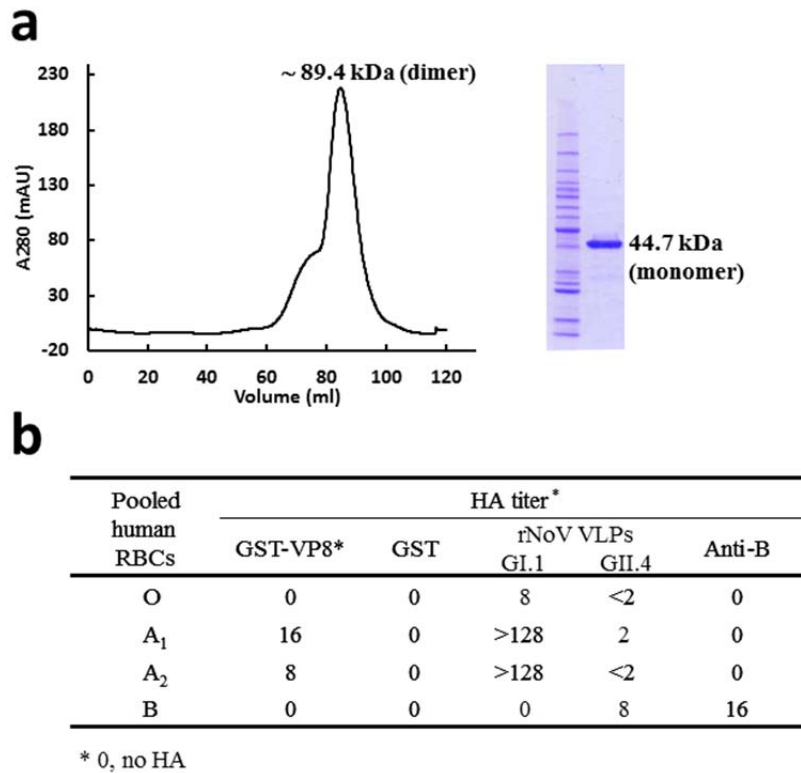 a
~ 89.4 kDa (dimer)
230
180
130
80
30
-20
A280 (mAU)
0 20 40 60 80 100 120
Volume (ml)
44.7 kDa
(monomer)
b
Pooled human RBCs HA titer*
GST-VP8* GST rNoV VLPs Anti-B
GI.1 GII.4
O 0 0 8 <2 0
A1 16 0 >128 2 0
A2 8 0 >128 <2 0
B 0 0 0 8 16
* 0, no HA